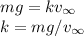 mg = kv∞
k = mg/v∞